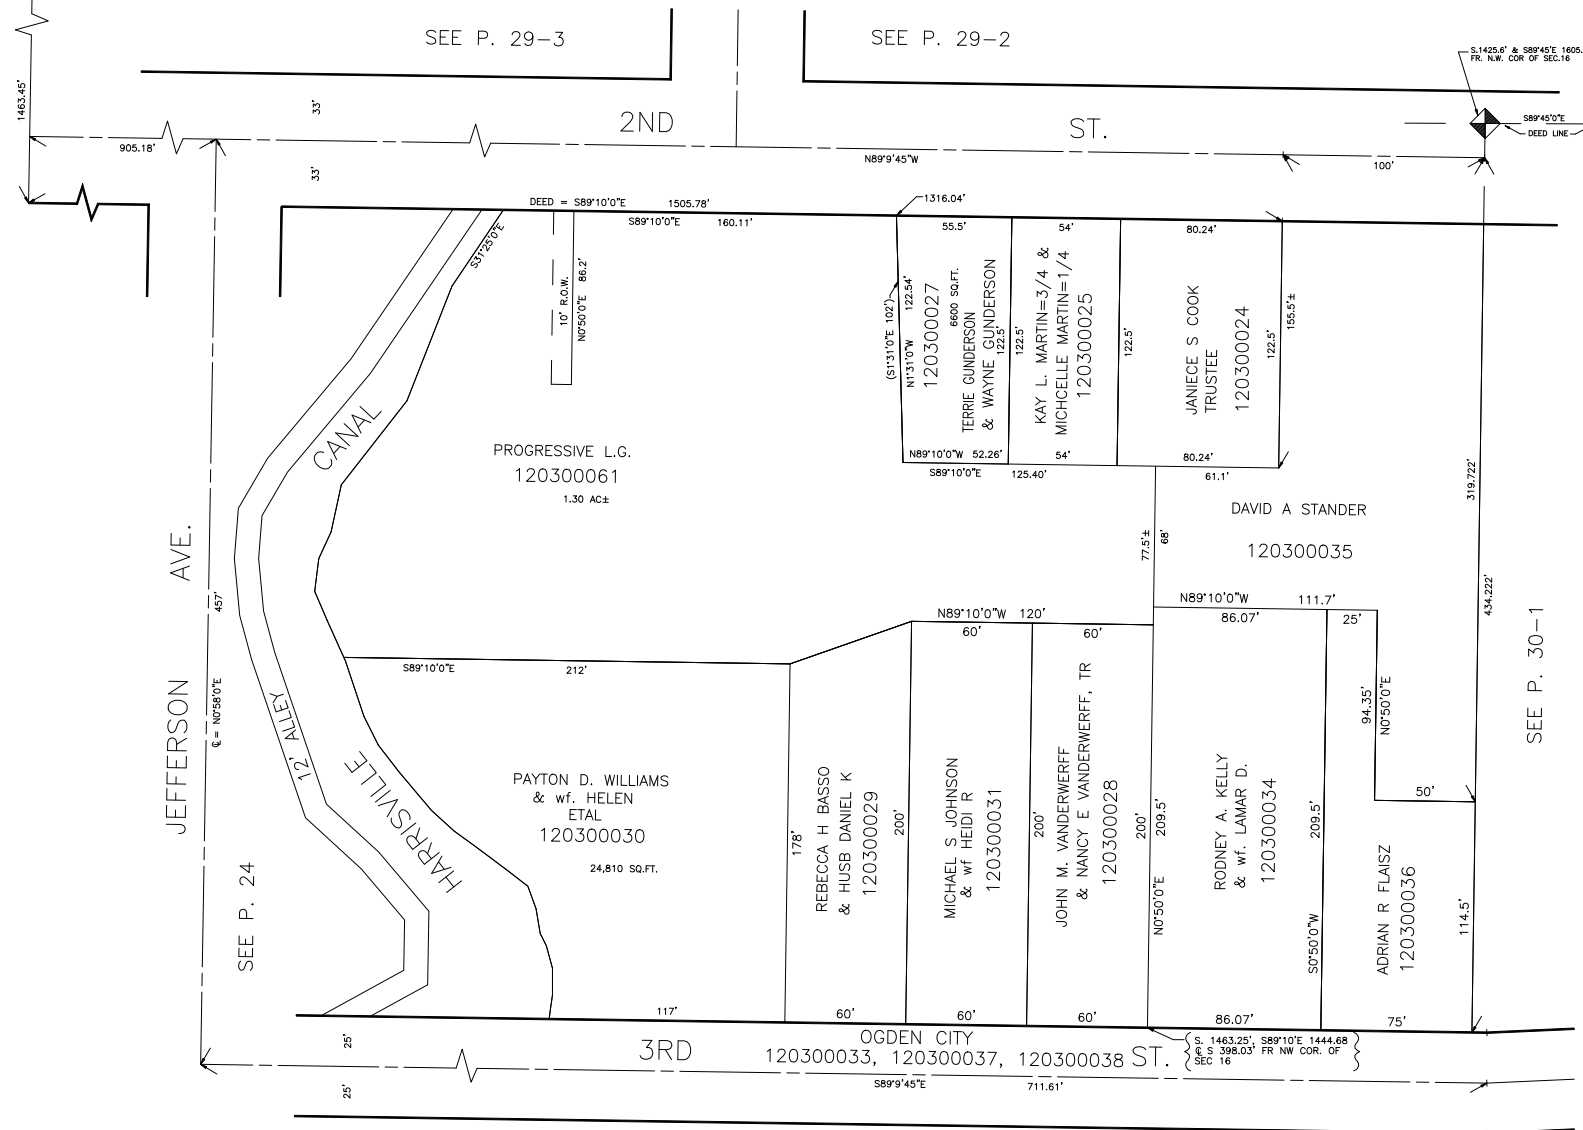 SEE P. 29-3
SEE P. 29-2
S.1425.6' & S89°45'E 1605.
FR. N.W. COR OF SEC.16
1463.45'
33'
2ND
ST.
S89°45'0"E
DEED LINE
905.18'
N89°9'45"W
100'
33'
DEED = S89°10'0"E 1505.78'
1316.04'
S89°10'0"E 160.11'
55.5'
54'
80.24'
S31°25'0"E
10' R.O.W.
N0°50'0"E 86.2'
(S1°31'0"E 102')
N1°31'0"W 122.54'
120300027
6600 SQ.FT.
TERRIE GUNDERSON
& WAYNE GUNDERSON
122.5'
122.5'
KAY L. MARTIN=3/4 &
MICHCELLE MARTIN=1/4
120300025
122.5'
JANIECE S COOK
TRUSTEE
120300024
122.5'
155.5'±
CANAL
PROGRESSIVE L.G.
120300061
1.30 AC±
N89°10'0"W 52.26'
54'
80.24'
S89°10'0"E 125.40'
61.1'
319.722'
DAVID A STANDER
120300035
77.5'±
68'
JEFFERSON AVE.
457'
℄= N0°58'0"E
434.222'
SEE P. 30-1
N89°10'0"W 111.7'
N89°10'0"W 120'
86.07'
25'
60'
60'
S89°10'0"E
212'
94.35'
N0°50'0"E
12' ALLEY
HARRISVILLE
PAYTON D. WILLIAMS
& wf. HELEN
ETAL
120300030
24,810 SQ.FT.
178'
REBECCA H BASSO
& HUSB DANIEL K
120300029
200'
MICHAEL S JOHNSON
& wf HEIDI R
120300031
200'
JOHN M. VANDERWERFF
& NANCY E VANDERWERFF, TR
120300028
200'
209.5'
N0°50'0"E
RODNEY A. KELLY
& wf. LAMAR D.
120300034
209.5'
S0°50'0"W
50'
ADRIAN R FLAISZ
120300036
114.5'
SEE P. 24
117'
60'
60'
60'
86.07'
75'
25'
3RD
OGDEN CITY
120300033, 120300037, 120300038
ST.
S. 1463.25', S89°10'E 1444.68
℄ S 398.03' FR NW COR. OF
SEC 16
S89°9'45"E
711.61'
25'